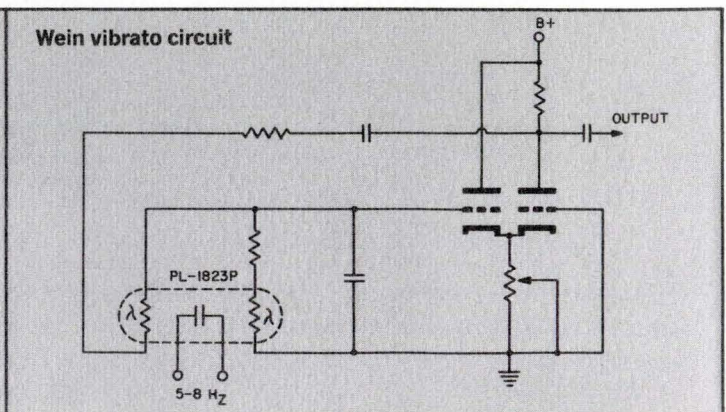 Wein vibrato circuit
B+
OUTPUT
PL-1823P
λ
λ
5-8 HZ